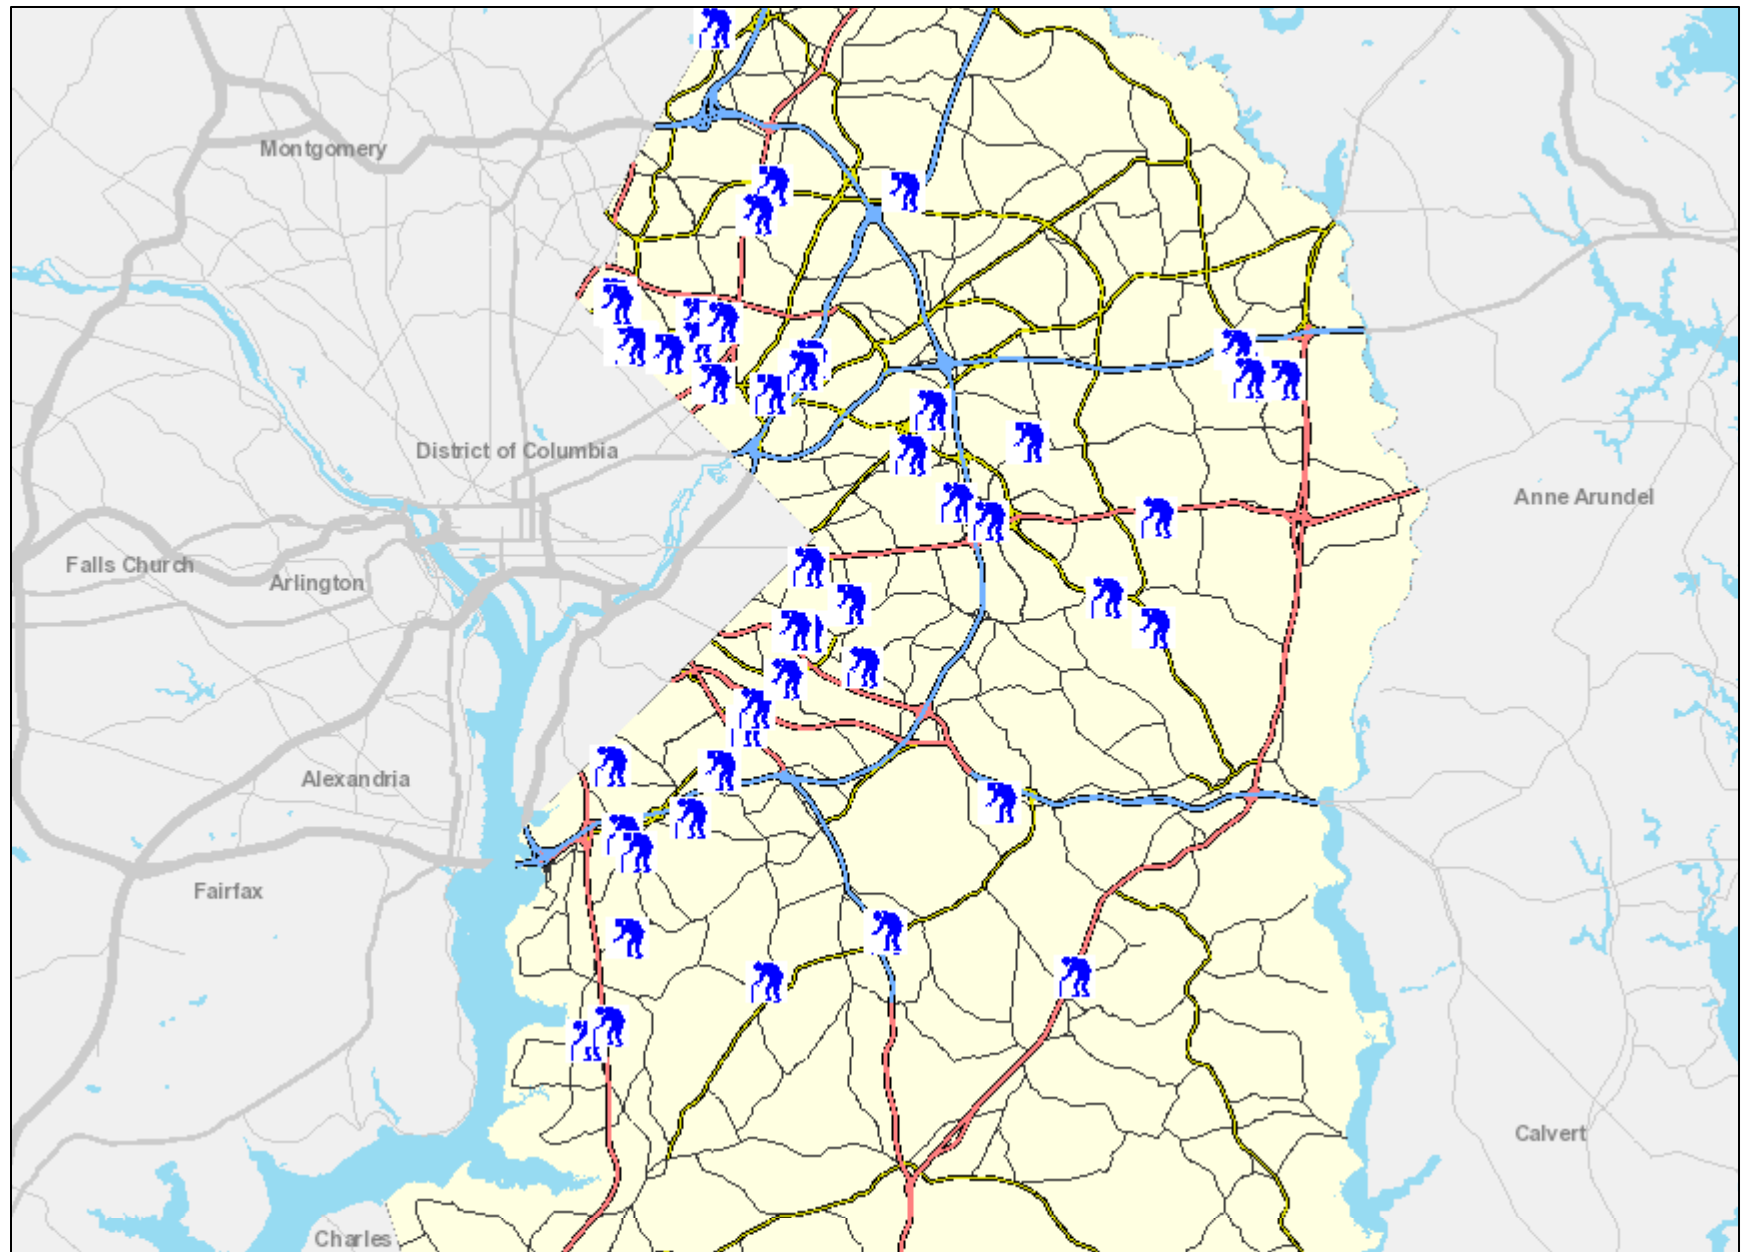 Montgomery
District of Columbia
Anne Arundel
Falls Church
Arlington
Alexandria
Fairfax
Calvert
Charles